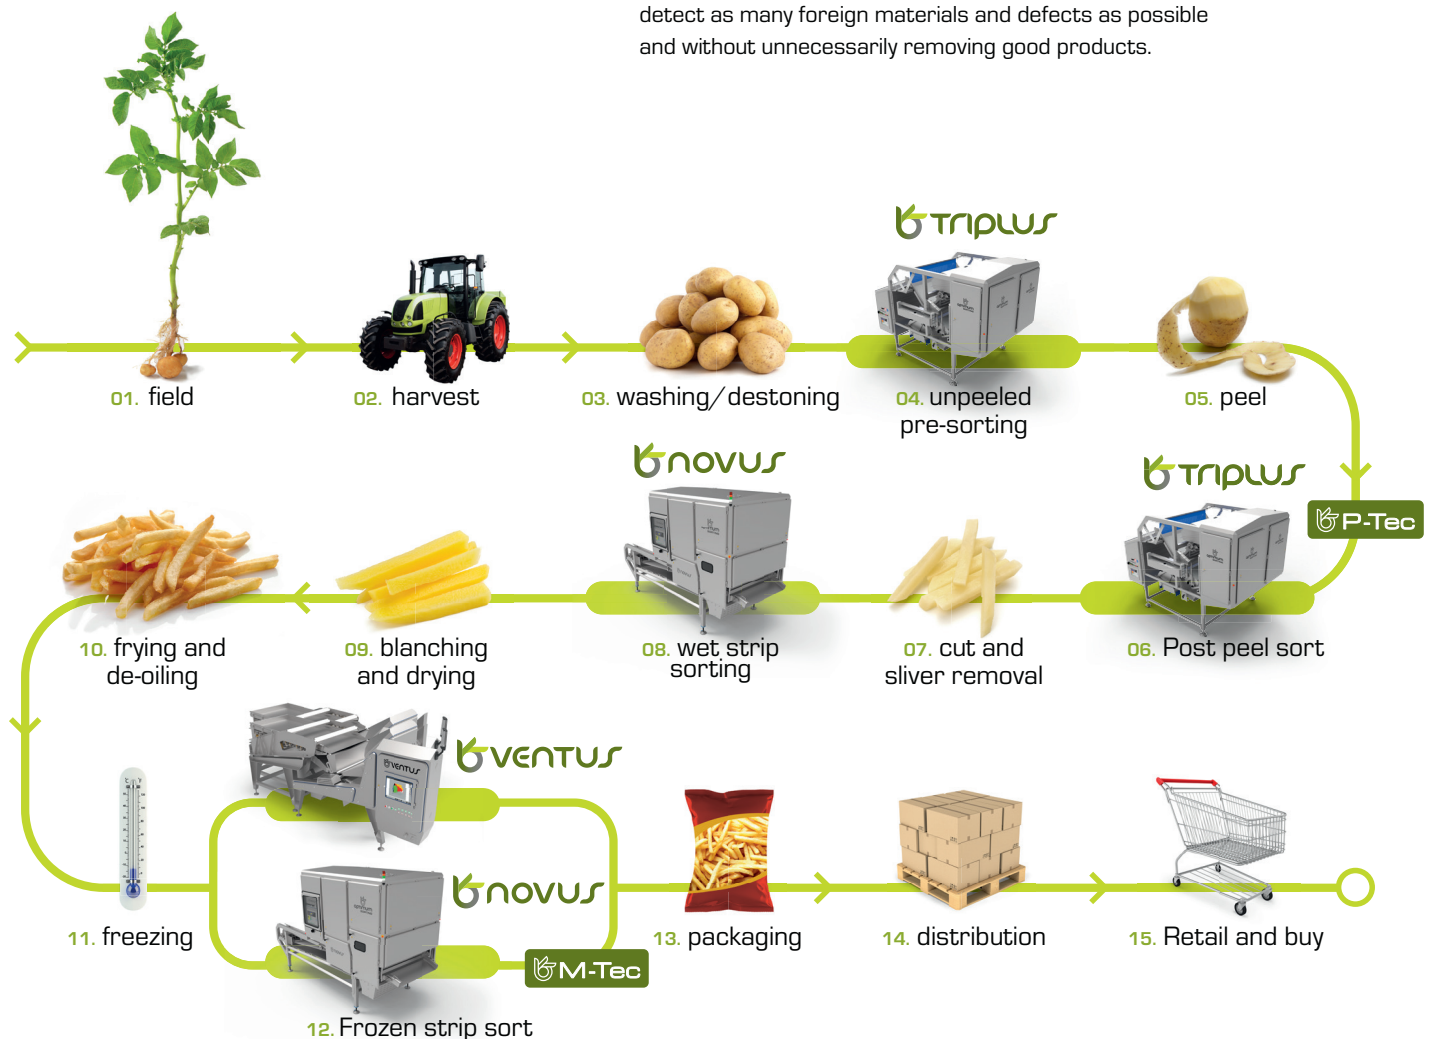 detect as many foreign materials and defects as possible
and without unnecessarily removing good products.
TRIPLUS
01. field
02. harvest
03. washing/destoning
04. unpeeled
pre-sorting
05. peel
novus
TRIPLUS
P-Tec
10. frying and
de-oiling
09. blanching
and drying
08. wet strip
sorting
07. cut and
sliver removal
06. Post peel sort
VENTUS
VENTUS
novus
11. freezing
M-Tec
12. Frozen strip sort
13. packaging
14. distribution
15. Retail and buy